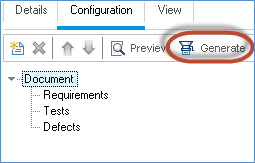 Details Configuration View
Preview Generate
Document
Requirements
Tests
Defects